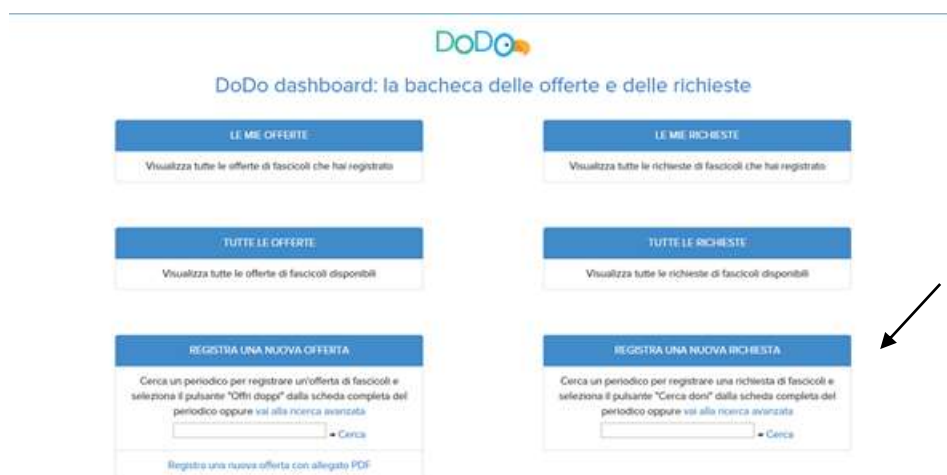 DoDo
DoDo dashboard: la bacheca delle offerte e delle richieste
LE MIE OFFERTE
Visualizza tutte le offerte di fascicoli che hai registrato
LE MIE RICHIESTE
Visualizza tutte le richieste di fascicoli che hai registrato
TUTTE LE OFFERTE
Visualizza tutte le offerte di fascicoli disponibili
TUTTE LE RICHIESTE
Visualizza tutte le richieste di fascicoli disponibili
REGISTRA UNA NUOVA OFFERTA
Cerca un periodico per registrare un'offerta di fascicoli e
seleziona il pulsante "Offri doppi" dalla scheda completa del
periodico oppure vai alla ricerca avanzata
Cerca
Registra una nuova offerta con allegato PDF
REGISTRA UNA NUOVA RICHIESTA
Cerca un periodico per registrare una richiesta di fascicoli e
seleziona il pulsante "Cerca doni" dalla scheda completa del
periodico oppure vai alla ricerca avanzata
Cerca